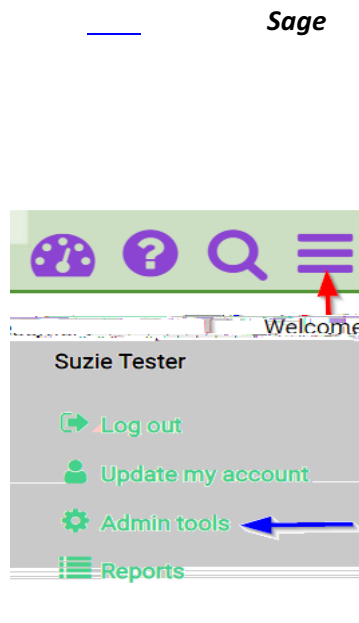 Sage
Welcome
Suzie Tester
Log out
Update my account
Admin tools
Reports